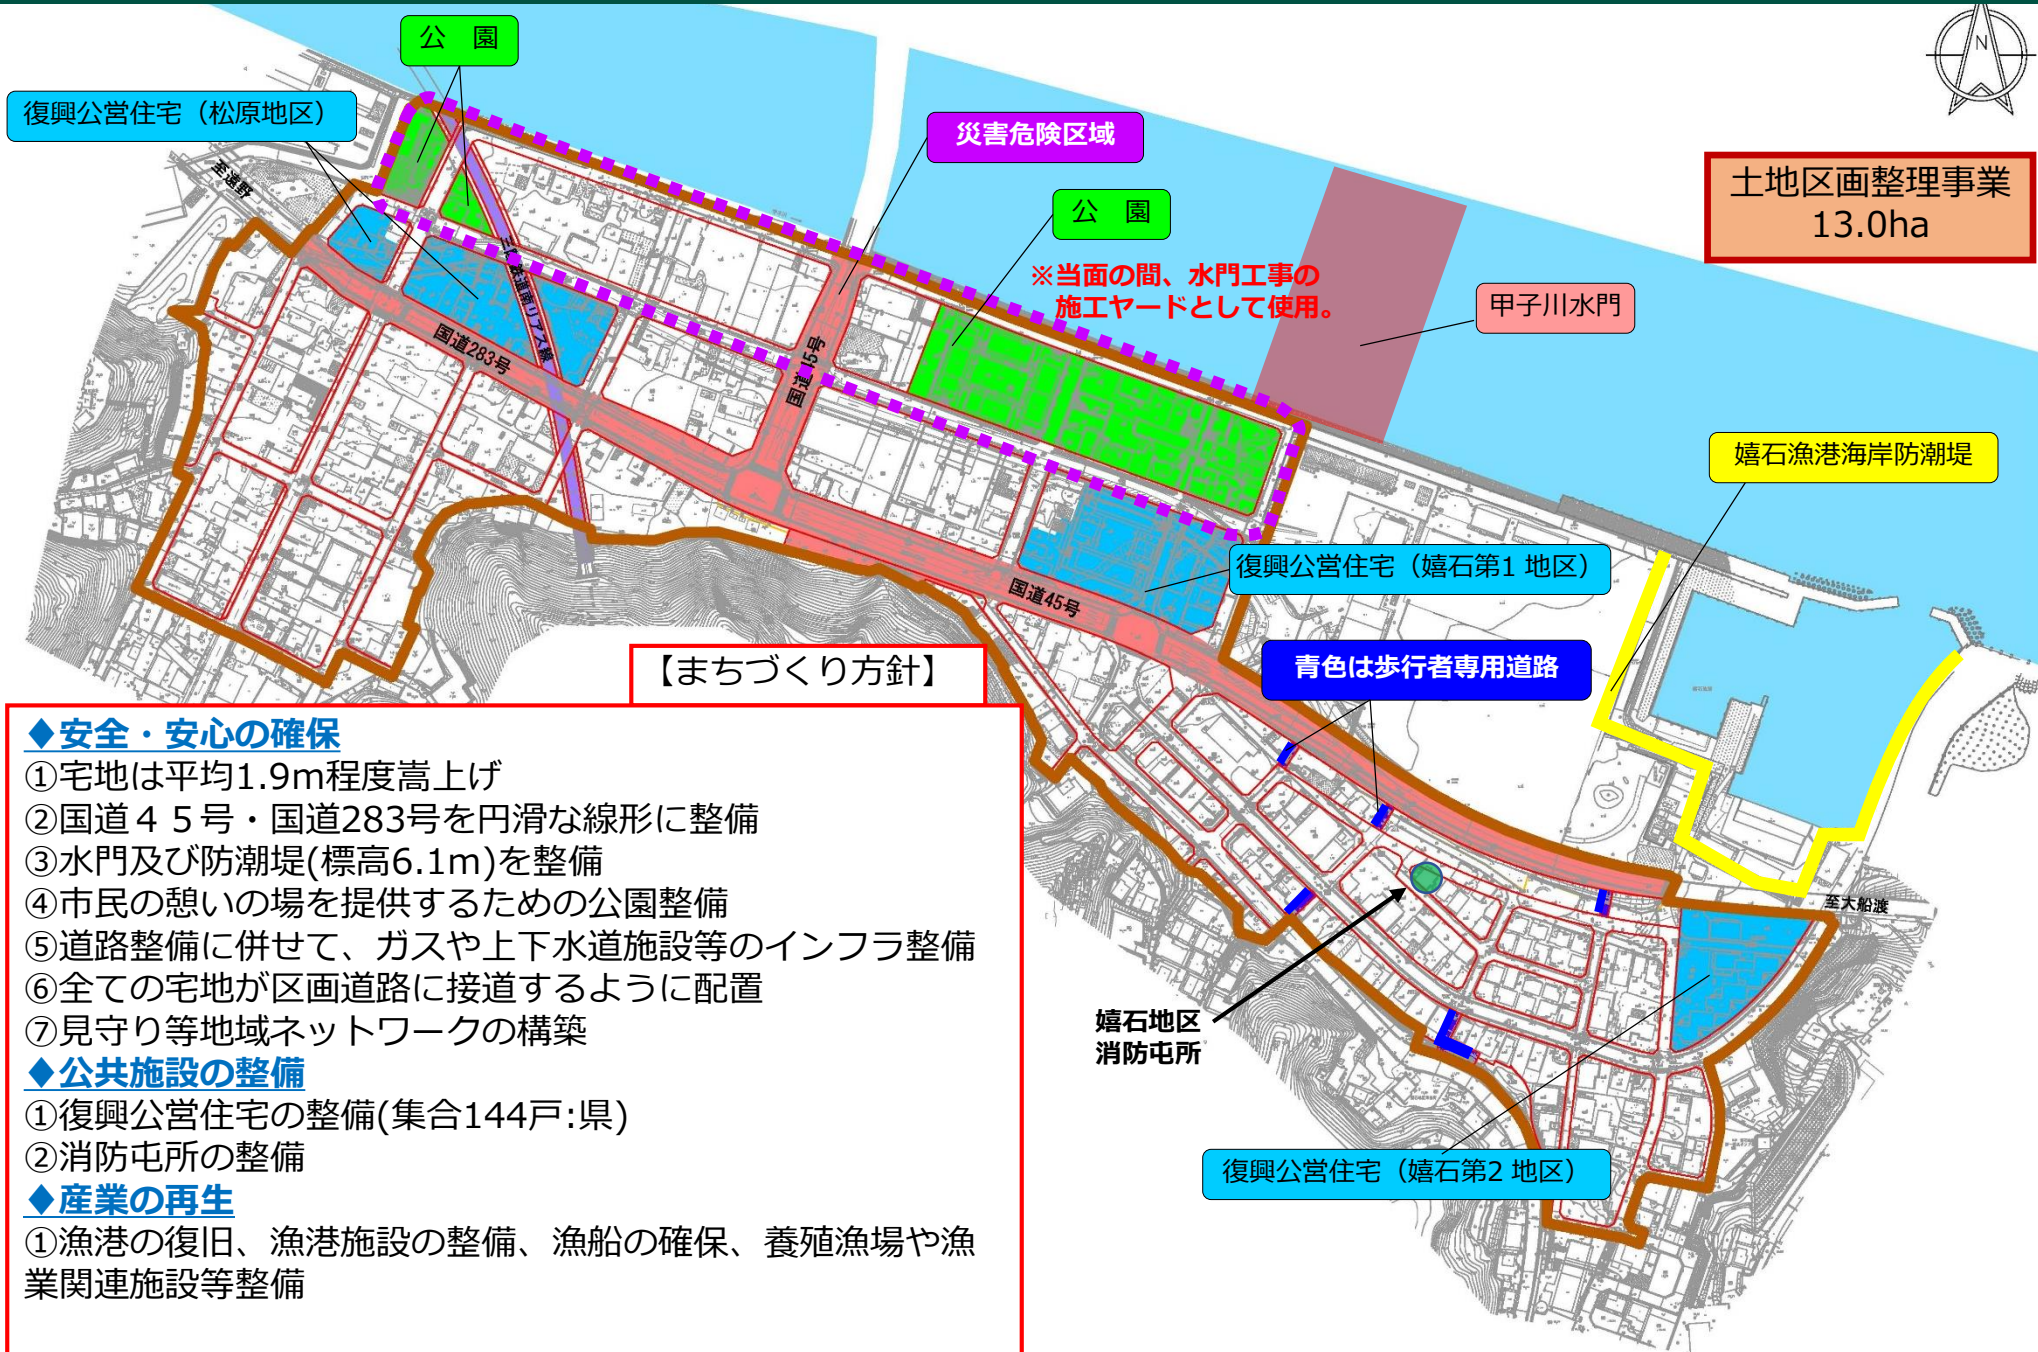 公　園
N
復興公営住宅（松原地区）
災害危険区域
至遠野
土地区画整理事業
13.0ha
公　園
※当面の間、水門工事の
施工ヤードとして使用。
甲子川水門
三陸鉄道南リアス線
国道283号
国道45号
嬉石漁港海岸防潮堤
復興公営住宅（嬉石第1 地区）
国道45号
青色は歩行者専用道路
至大船渡
嬉石地区
消防屯所
復興公営住宅（嬉石第2 地区）
【まちづくり方針】
◆安全・安心の確保
①宅地は平均1.9m程度嵩上げ
②国道４５号・国道283号を円滑な線形に整備
③水門及び防潮堤(標高6.1m)を整備
④市民の憩いの場を提供するための公園整備
⑤道路整備に併せて、ガスや上下水道施設等のインフラ整備
⑥全ての宅地が区画道路に接道するように配置
⑦見守り等地域ネットワークの構築
◆公共施設の整備
①復興公営住宅の整備(集合144戸:県)
②消防屯所の整備
◆産業の再生
①漁港の復旧、漁港施設の整備、漁船の確保、養殖漁場や漁
業関連施設等整備